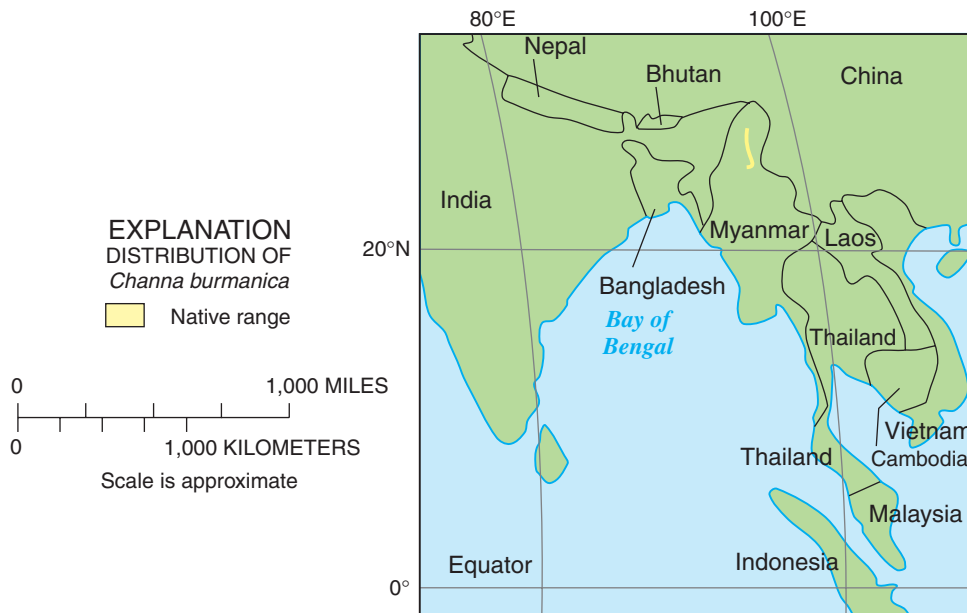 80°E
100°E
Nepal
Bhutan
China
India
EXPLANATION
DISTRIBUTION OF
Channa burmanica
Native range
Myanmar
Laos
20°N
Bangladesh
Bay of
Bengal
Thailand
0
1,000 MILES
0
1,000 KILOMETERS
Scale is approximate
Vietnam
Cambodia
Thailand
Malaysia
Indonesia
Equator
0°